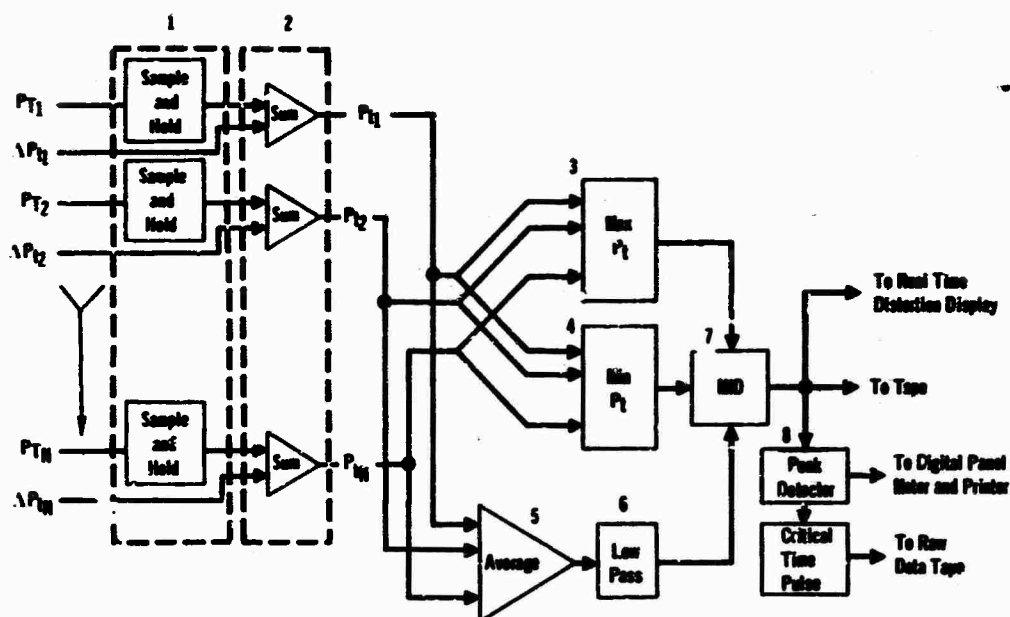 1
2
Sample
and
Hold
PT1
Sum
Pt1
ΔPt1
Sample
and
Hold
PT2
Sum
Pt2
ΔPt2
3
Max
Pt
To Real Time
Distortion Display
4
Min
Pt
7
To Tape
Sample
and
Hold
PTN
Sum
PtN
ΔPtN
8
Peak
Detector
To Digital Panel
Meter and Printer
5
Average
6
Low
Pass
Critical
Time
Pulse
To Raw
Data Tape